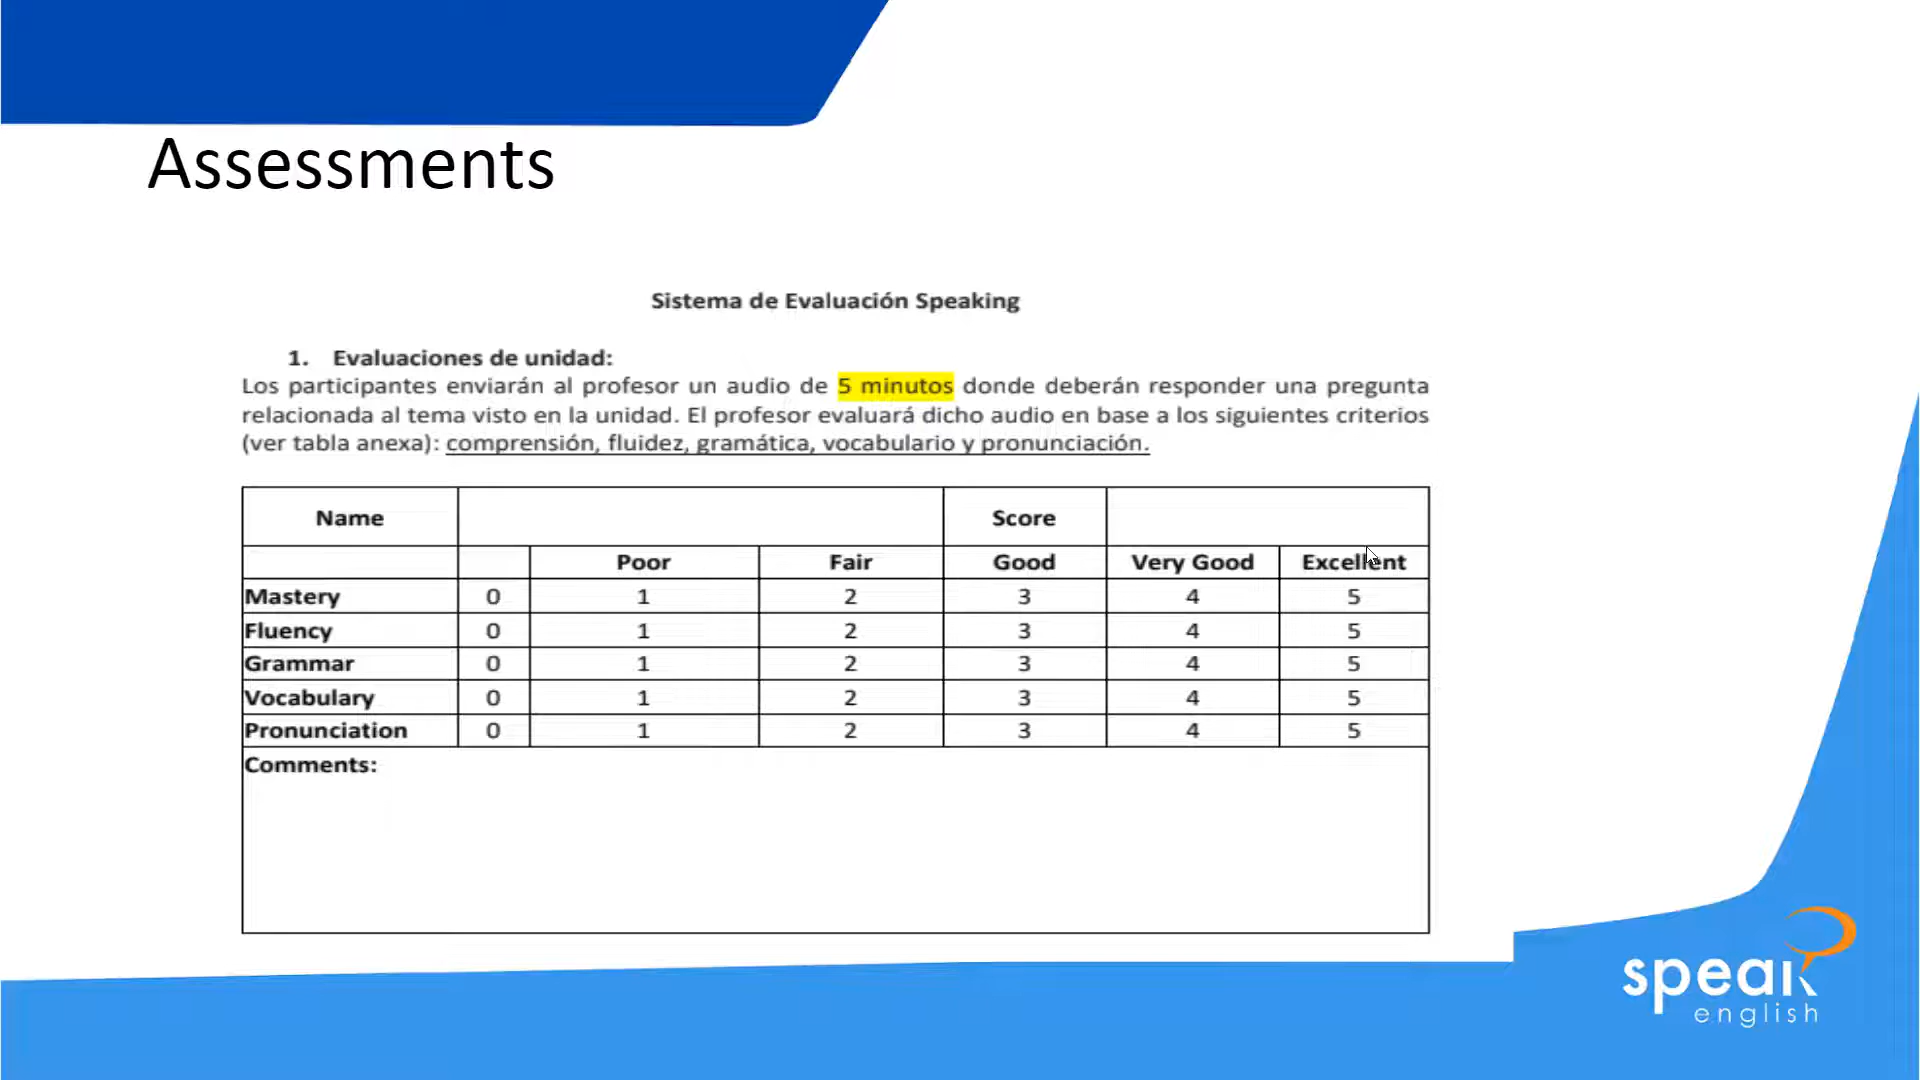 Assessments
Sistema de Evaluación Speaking
1. Evaluaciones de unidad:
Los participantes enviarán al profesor un audio de 5 minutos donde deberán responder una pregunta
relacionada al tema visto en la unidad. El profesor evaluará dicho audio en base a los siguientes criterios
(ver tabla anexa): comprensión, fluidez, gramática, vocabulario y pronunciación.
Name Score
Poor Fair Good Very Good Excellent
Mastery 0 1 2 3 4 5
Fluency 0 1 2 3 4 5
Grammar 0 1 2 3 4 5
Vocabulary 0 1 2 3 4 5
Pronunciation 0 1 2 3 4 5
Comments:
speak
english